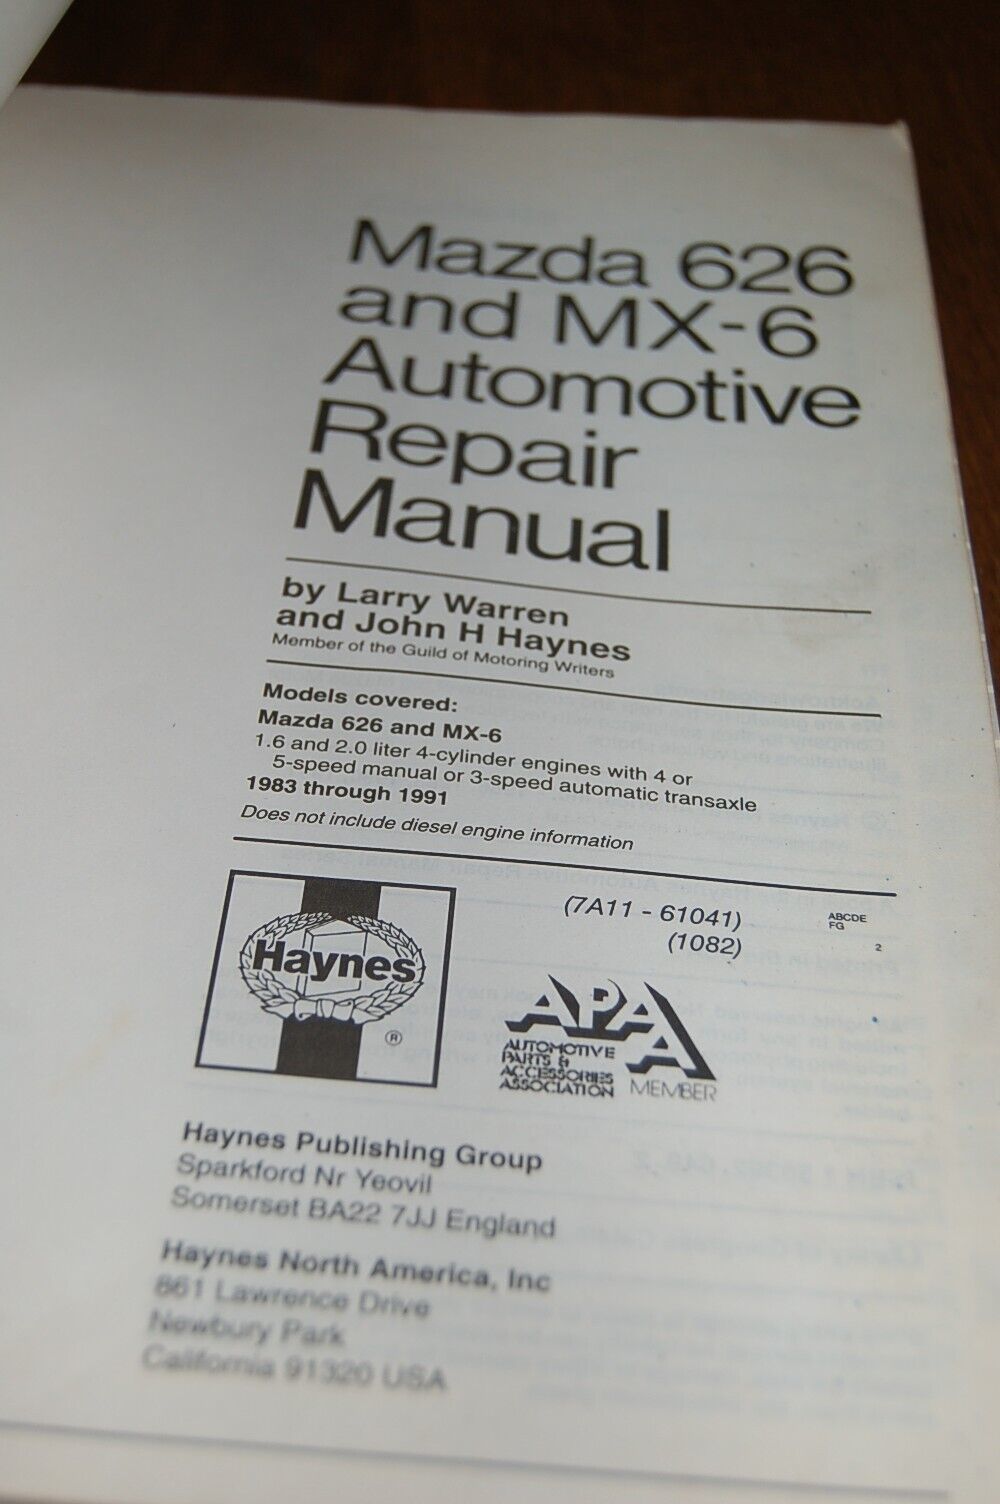 Mazda 626
and MX-6
Automotive
Repair
Manual
by Larry Warren
and John H Haynes
Member of the Guild of Motoring Writers
Models covered:
Mazda 626 and MX-6
1.6 and 2.0 liter 4-cylinder engines with 4 or
5-speed manual or 3-speed automatic transaxle
1983 through 1991
Does not include diesel engine information
(7A11 - 61041)
(1082)
ABCDE
FG
2
Haynes
®
APAA
AUTOMOTIVE
PARTS &
ACCESSORIES
ASSOCIATION
MEMBER
Haynes Publishing Group
Sparkford Nr Yeovil
Somerset BA22 7JJ England
Haynes North America, Inc
861 Lawrence Drive
Newbury Park
California 91320 USA